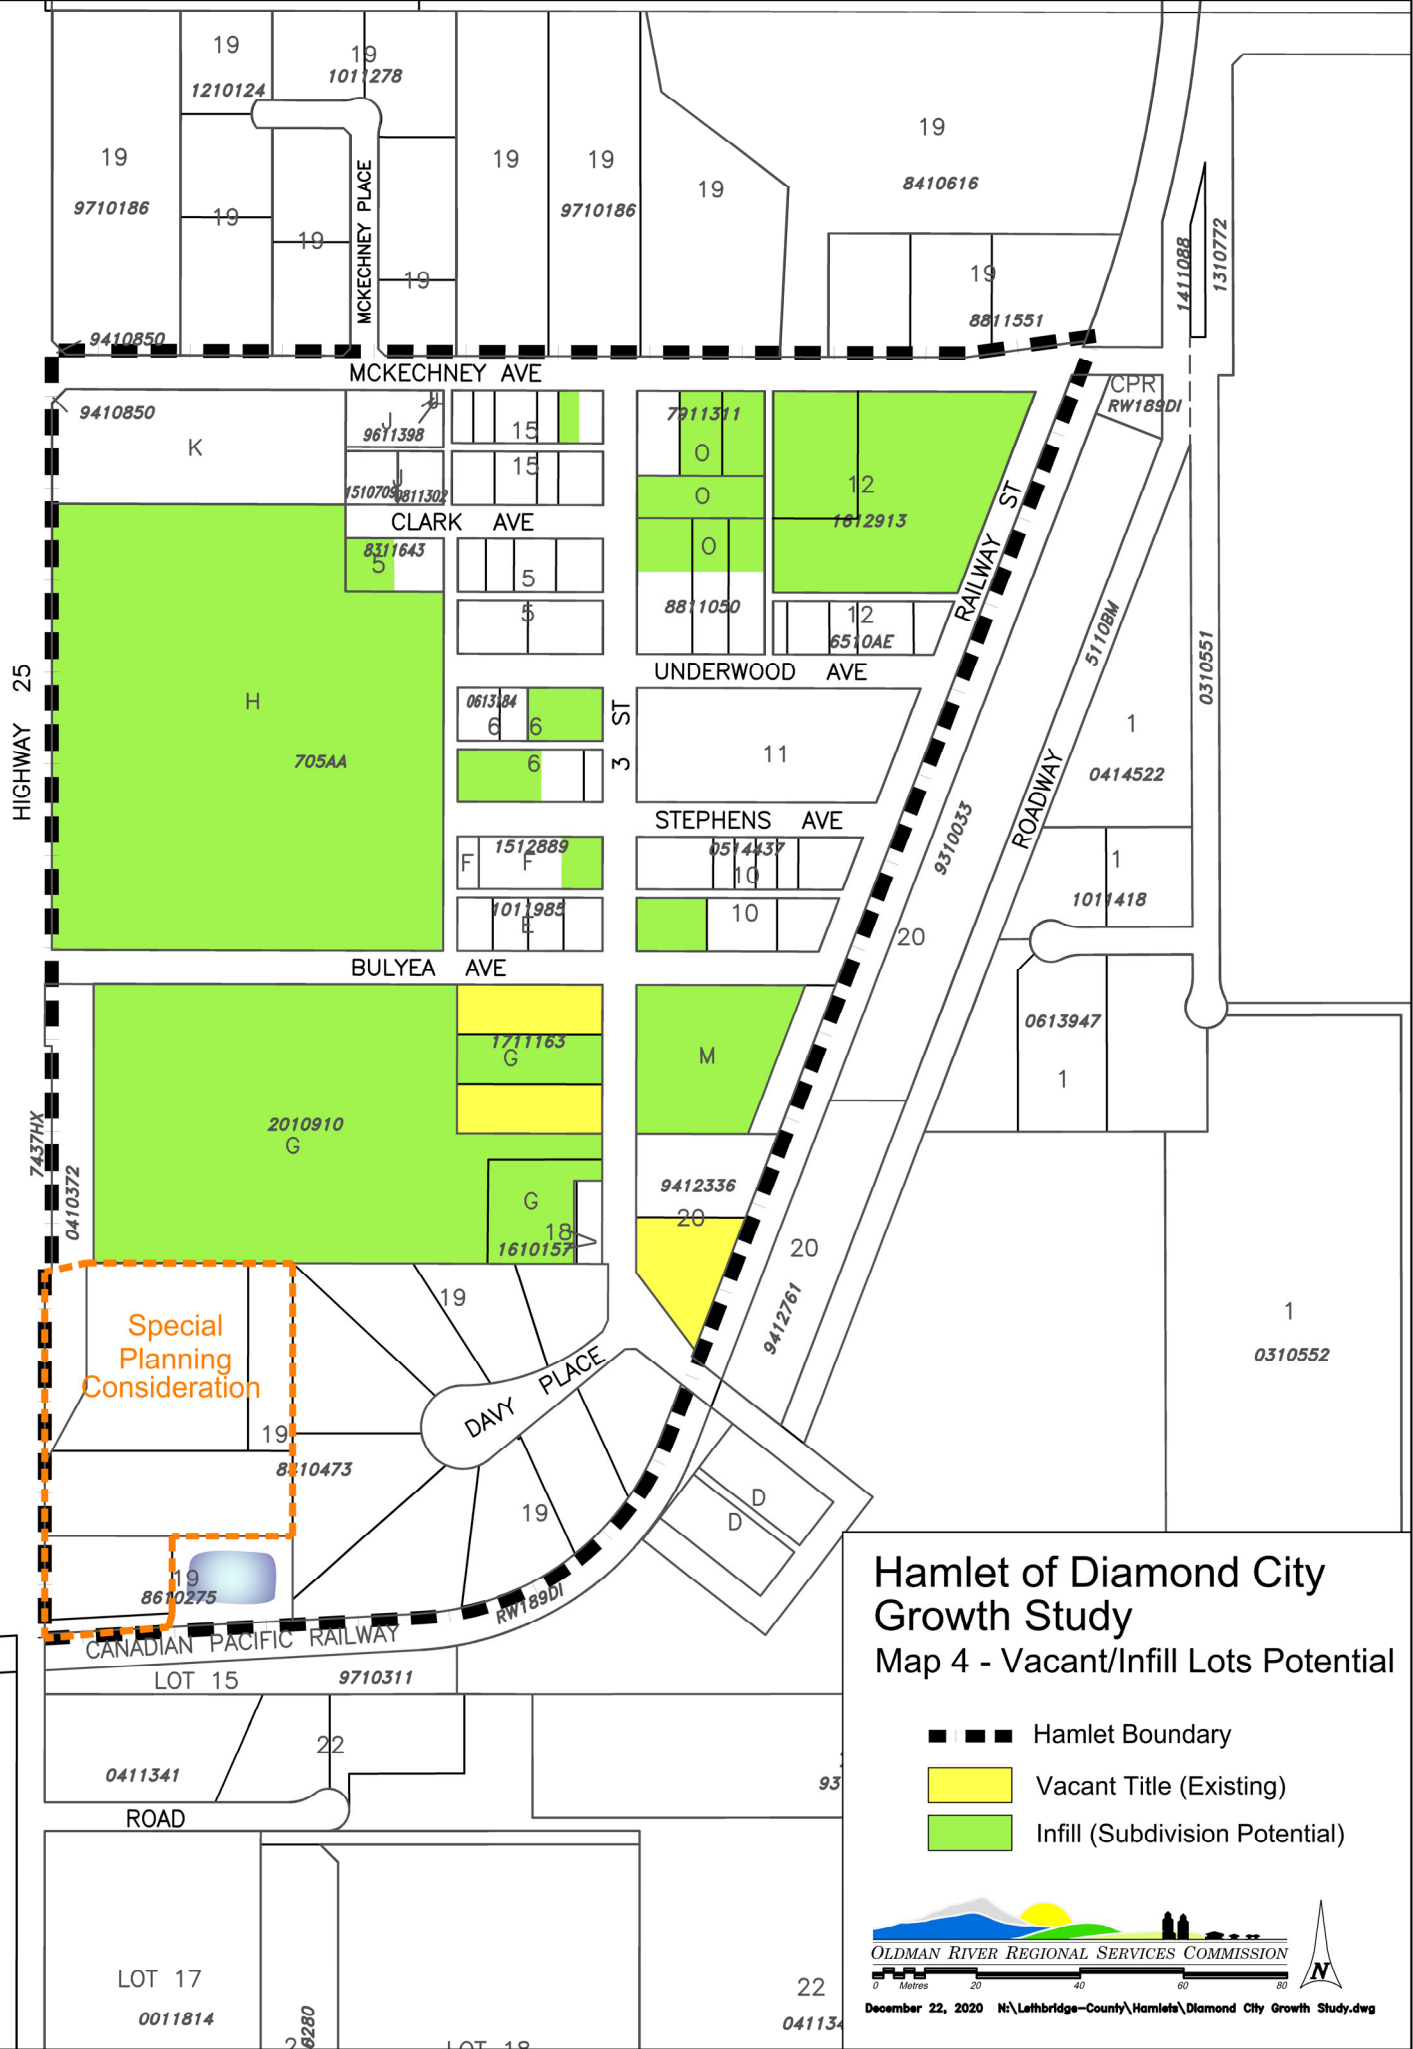 19
1210124
19
1011278
19
9710186
19
19
19
MCKECHNEY PLACE
19
19
9710186
19
19
8410616
19
8811551
1411088
1310772
9410850
MCKECHNEY AVE
9410850
K
J
9611398
J
1510709
0811302
15
15
CLARK AVE
8311643
5
5
5
7911311
O
O
O
8811050
12
1812913
12
6510AE
CPR
RW189DI
RAILWAY ST
5110BM
0310551
HIGHWAY 25
H
705AA
UNDERWOOD AVE
0613184
6 6
6
3 ST
11
STEPHENS AVE
ROADWAY
9310033
1
0414522
1
1011418
F
1512889
F
1011985
E
0514437
10
10
20
BULYEA AVE
1711163
G
M
0613947
1
2010910
G
7437HX
0410372
G
18
1610157
9412336
20
20
9412761
1
0310552
Special
Planning
Consideration
19
DAVY PLACE
19
8410473
19
19
8610275
D
D
RW189DI
CANADIAN PACIFIC RAILWAY
LOT 15
9710311
22
0411341
ROAD
93
LOT 17
0011814
22
LOT 18
Hamlet of Diamond City
Growth Study
Map 4 - Vacant/Infill Lots Potential
Hamlet Boundary
Vacant Title (Existing)
Infill (Subdivision Potential)
OLDMAN RIVER REGIONAL SERVICES COMMISSION
0 Metres 20 40 60 80
N
December 22, 2020 N:\Lethbridge-County\Hamlets\Diamond City Growth Study.dwg